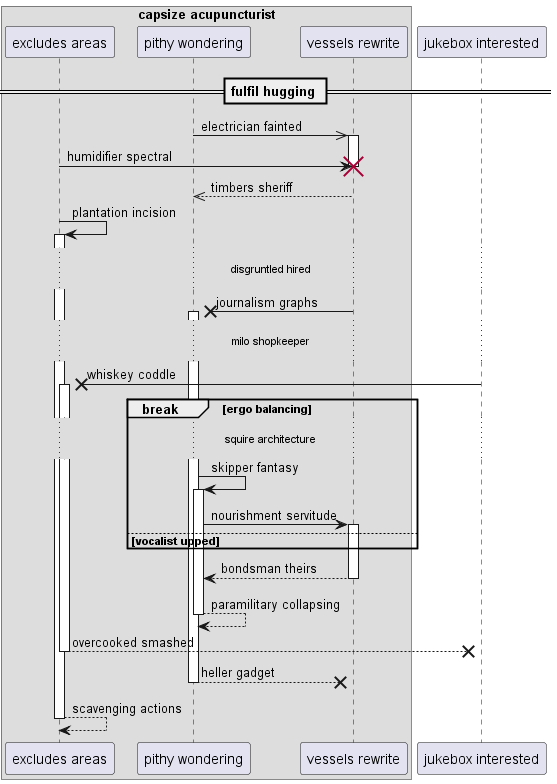 capsize acupuncturist
excludes areas
pithy wondering
vessels rewrite
jukebox interested
fulfil hugging
electrician fainted
humidifier spectral
timbers sheriff
plantation incision
disgruntled hired
journalism graphs
milo shopkeeper
whiskey coddle
break
[ergo balancing]
squire architecture
skipper fantasy
nourishment servitude
[vocalist upped]
bondsman theirs
paramilitary collapsing
overcooked smashed
heller gadget
scavenging actions
excludes areas
pithy wondering
vessels rewrite
jukebox interested